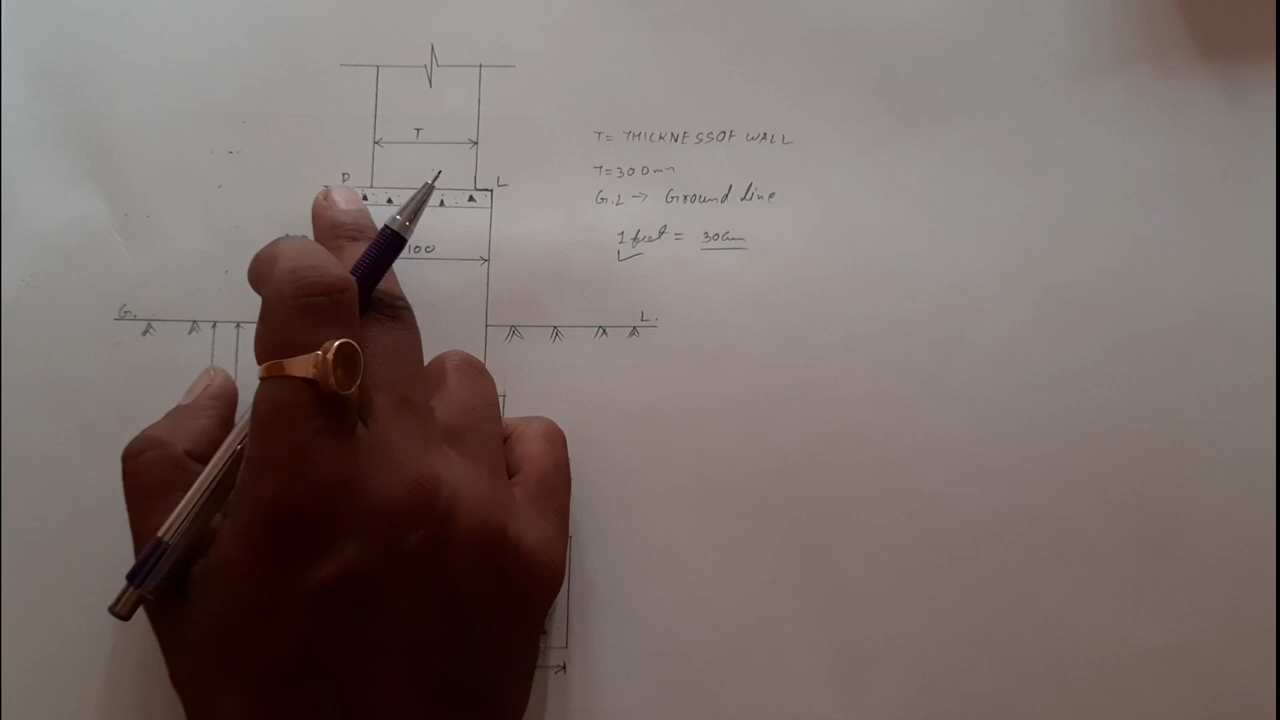 T
P L
100
G. L.
T= THICKNESSOF WALL
T=300mm
G.L → Ground line
1 feet = 30cm